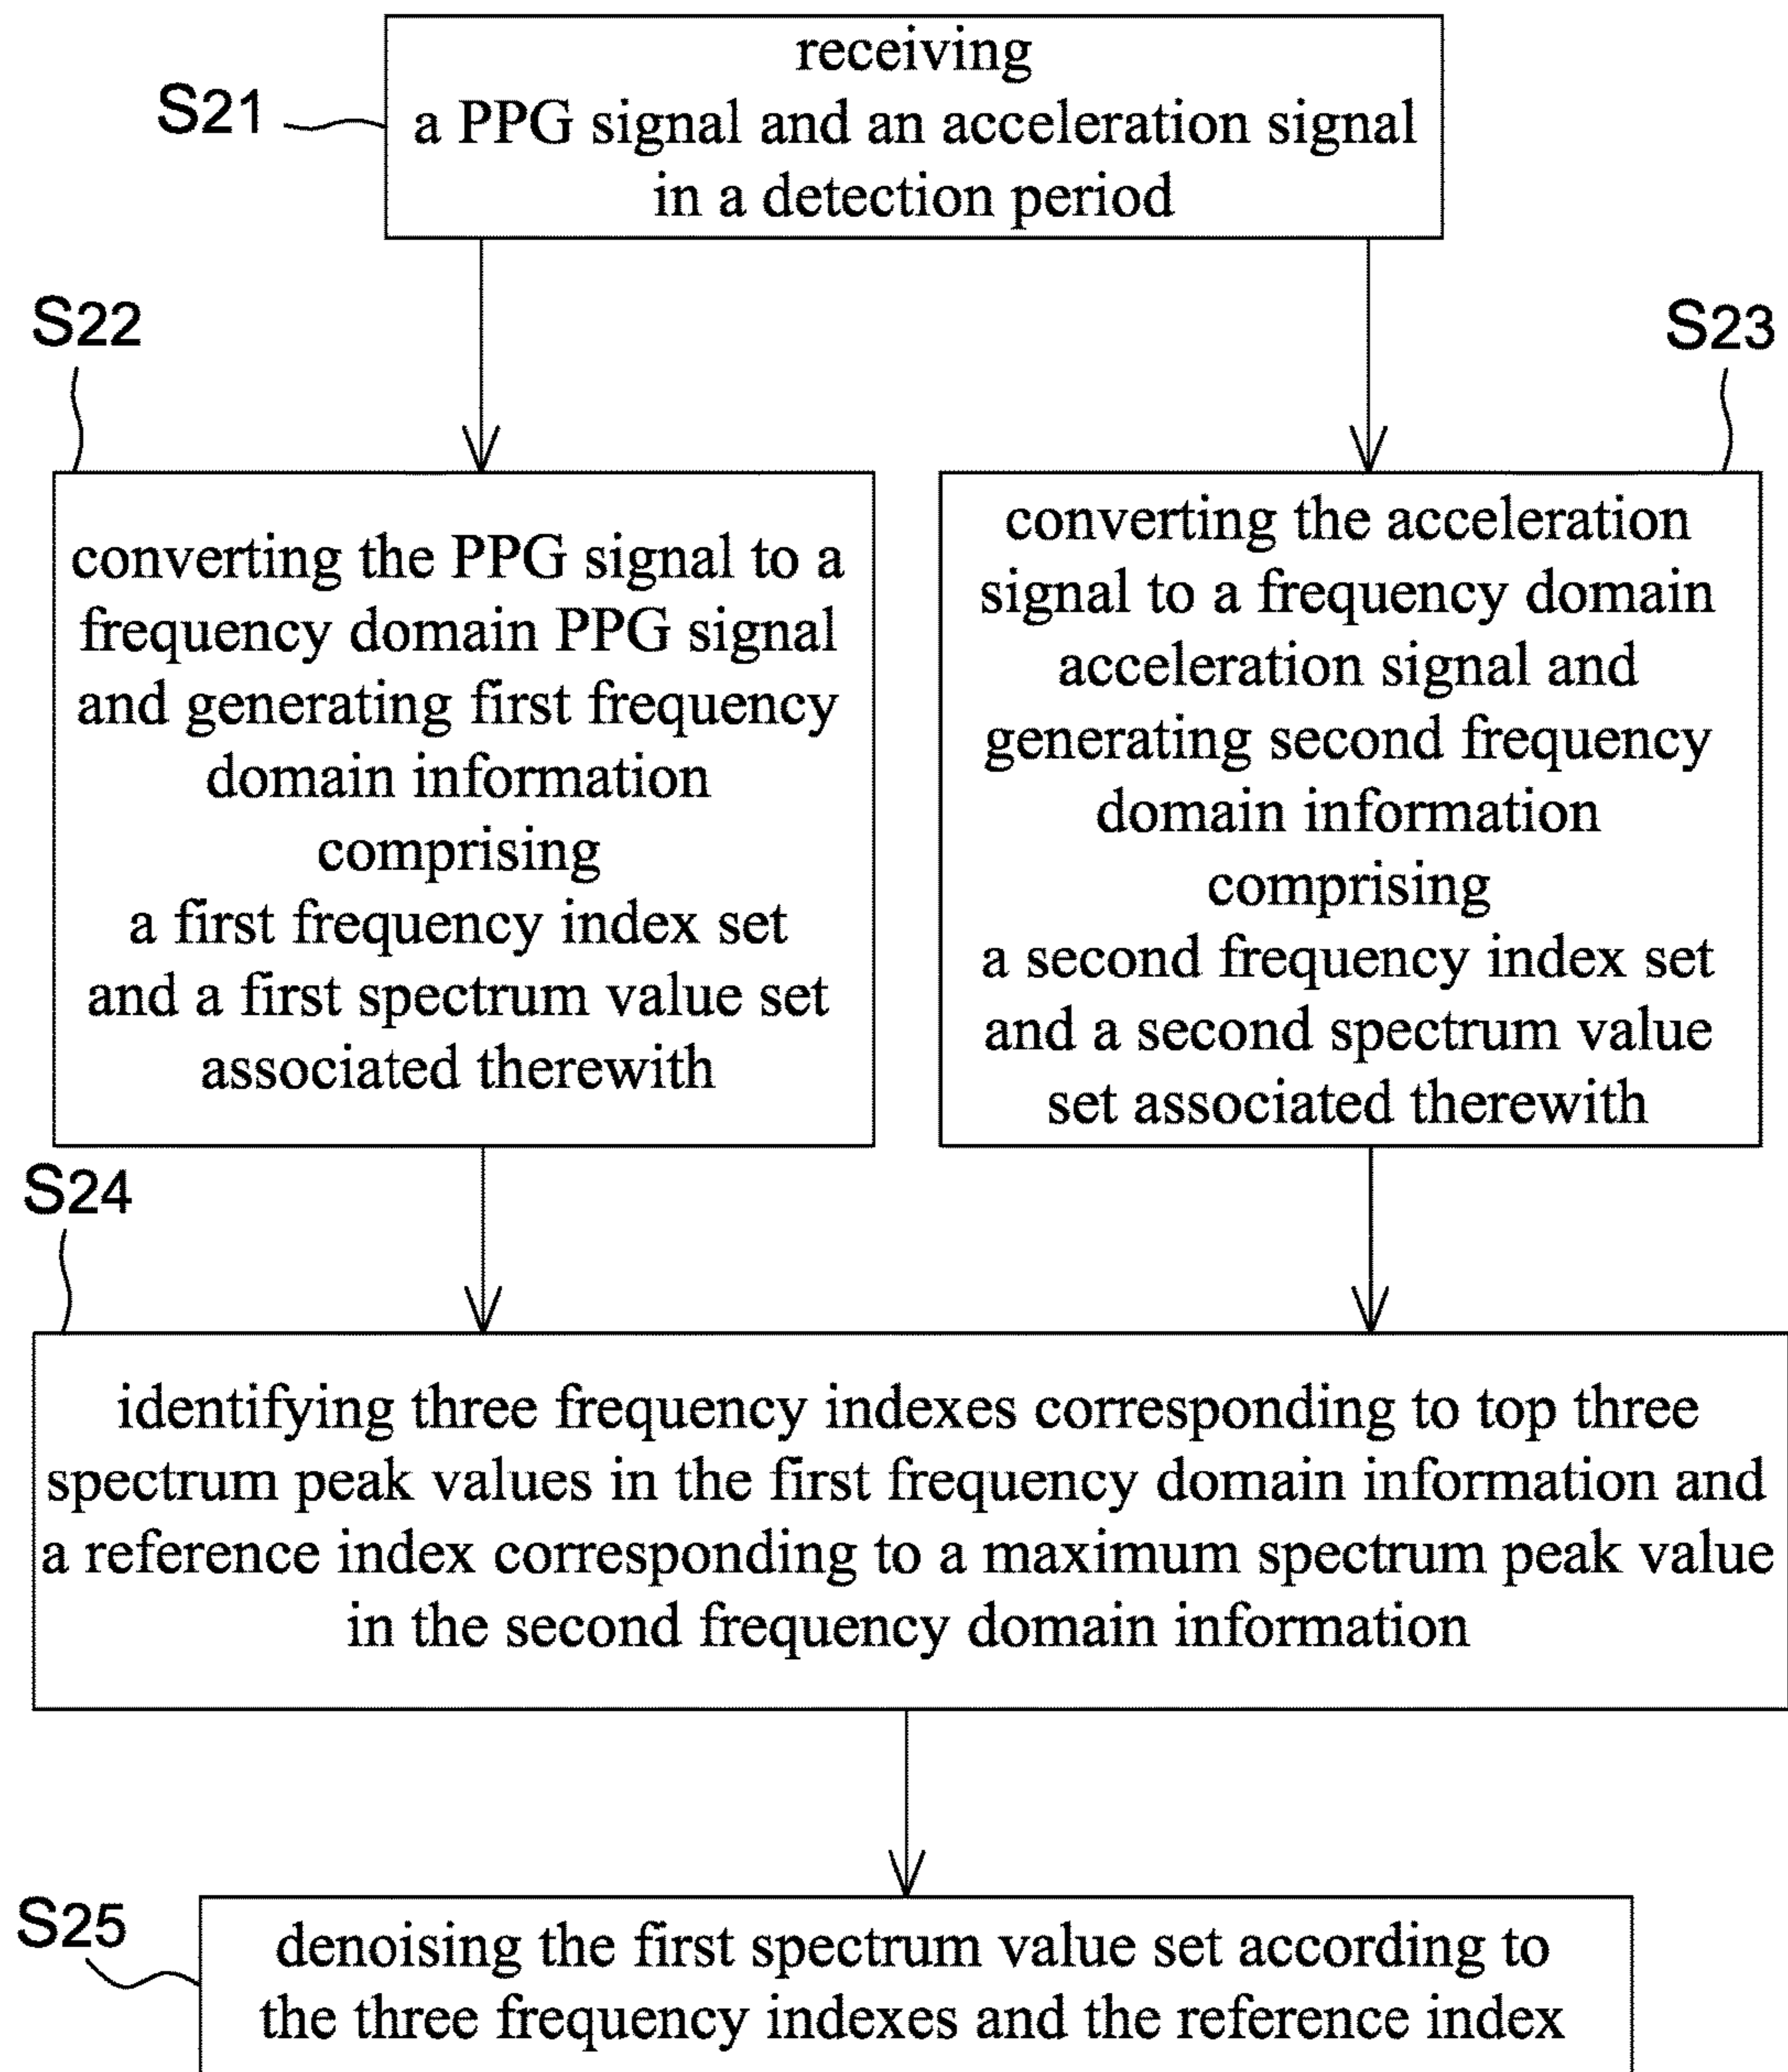 receiving
S21
a PPG signal and an acceleration signal
in a detection period
S22
S23
converting the PPG signal to a
frequency domain PPG signal
and generating first frequency
domain information
comprising
a first frequency index set
and a first spectrum value set
associated therewith
converting the acceleration
signal to a frequency domain
acceleration signal and
generating second frequency
domain information
comprising
a second frequency index set
and a second spectrum value
set associated therewith
S24
identifying three frequency indexes corresponding to top three
spectrum peak values in the first frequency domain information and
a reference index corresponding to a maximum spectrum peak value
in the second frequency domain information
S25
denoising the first spectrum value set according to
the three frequency indexes and the reference index